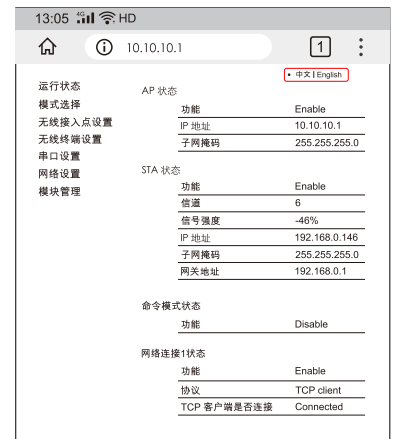 13:05 4G HD
10.10.10.1 1
• 中文 | English
运行状态
模式选择
无线接入点设置
无线终端设置
串口设置
网络设置
模块管理
AP 状态
功能 Enable
IP 地址 10.10.10.1
子网掩码 255.255.255.0
STA 状态
功能 Enable
信道 6
信号强度 -46%
IP 地址 192.168.0.146
子网掩码 255.255.255.0
网关地址 192.168.0.1
命令模式状态
功能 Disable
网络连接1状态
功能 Enable
协议 TCP client
TCP 客户端是否连接 Connected